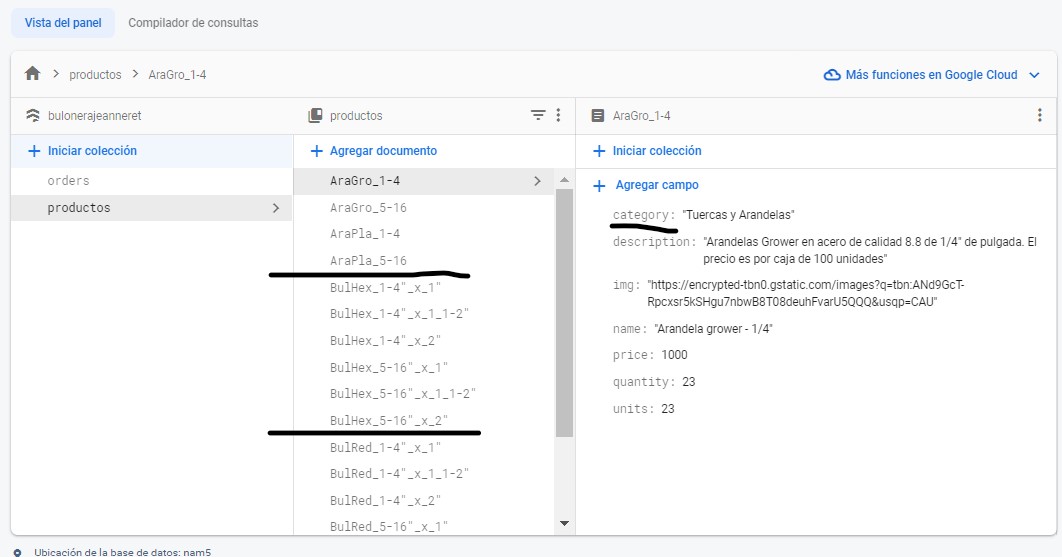 Vista del panel
Compilador de consultas
productos
AraGro_1-4
Más funciones en Google Cloud
bulonerajeanneret
productos
AraGro_1-4
Iniciar colección
Agregar documento
Iniciar colección
orders
productos
AraGro_1-4
AraGro_5-16
AraPla_1-4
AraPla_5-16
BulHex_1-4"_x_1"
BulHex_1-4"_x_1_1-2"
BulHex_1-4"_x_2"
BulHex_5-16"_x_1"
BulHex_5-16"_x_1_1-2"
BulHex_5-16"_x_2"
BulRed_1-4"_x_1"
BulRed_1-4"_x_1_1-2"
BulRed_1-4"_x_2"
BulRed_5-16"_x_1"
Agregar campo
category: "Tuercas y Arandelas"
description: "Arandelas Grower en acero de calidad 8.8 de 1/4" de pulgada. El
precio es por caja de 100 unidades"
img: "https://encrypted-tbn0.gstatic.com/images?q=tbn:ANd9GcT-
Rpcxsr5kSHgu7nbwB8T08deuhFvarU5QQQ&usqp=CAU"
name: "Arandela grower - 1/4"
price: 1000
quantity: 23
units: 23
Ubicación de la base de datos: nam5